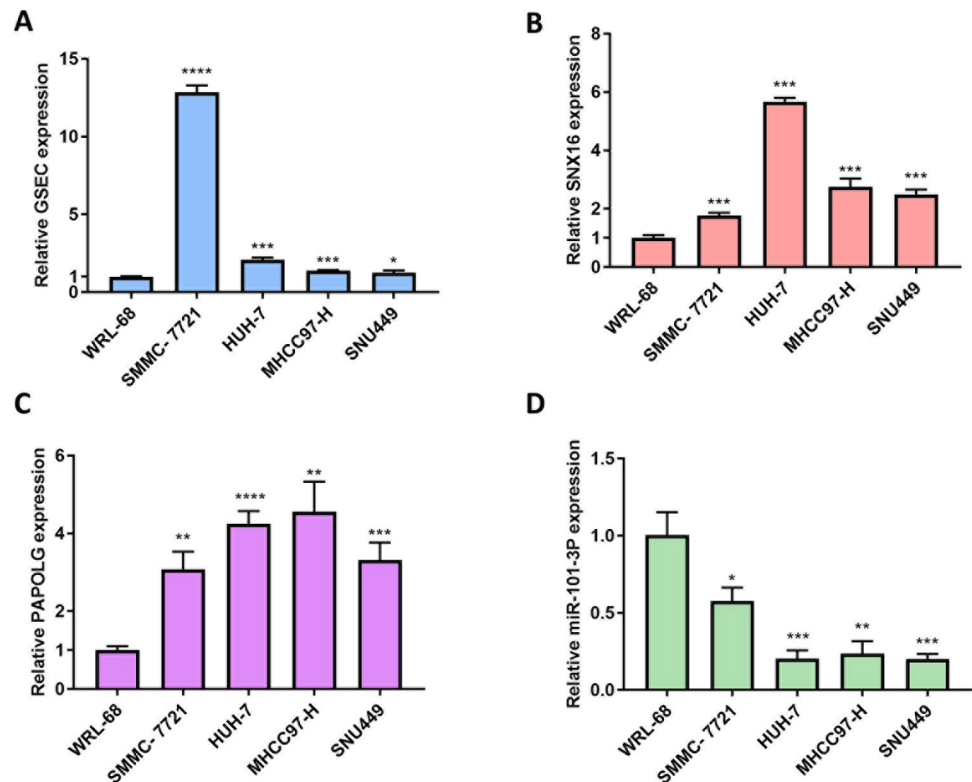 A
Relative GSEC expression
15
10
5
1
0
****
***
***
*
WRL-68
SMMC- 7721
HUH-7
MHCC97-H
SNU449
B
Relative SNX16 expression
8
6
4
2
1
0
***
***
***
***
WRL-68
SMMC- 7721
HUH-7
MHCC97-H
SNU449
C
Relative PAPOLG expression
6
4
2
1
0
**
****
**
***
WRL-68
SMMC- 7721
HUH-7
MHCC97-H
SNU449
D
Relative miR-101-3P expression
1.5
1.0
0.5
0.0
*
***
**
***
WRL-68
SMMC- 7721
HUH-7
MHCC97-H
SNU449